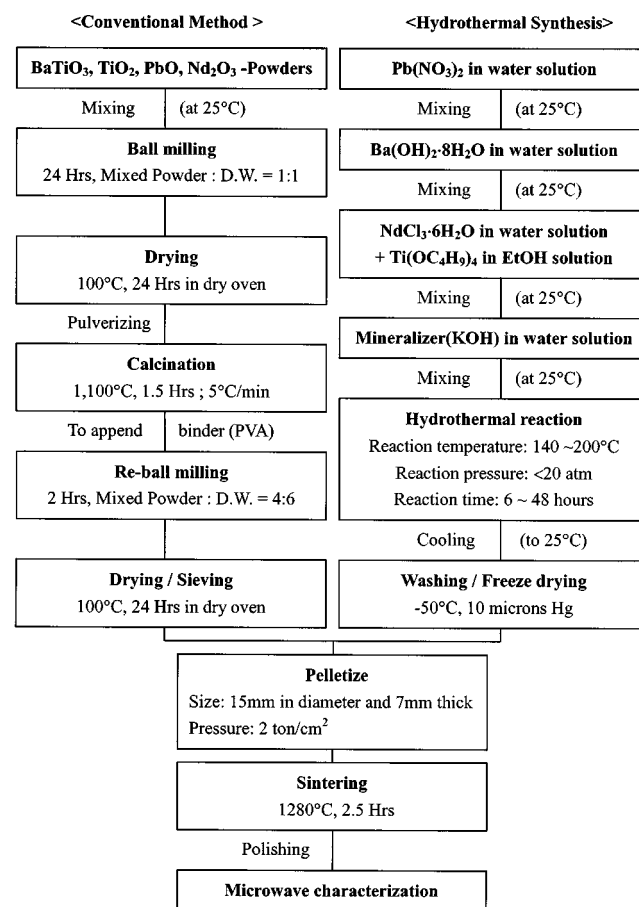 <Conventional Method>
BaTiO₃, TiO₂, PbO, Nd₂O₃ -Powders
Mixing (at 25°C)
Ball milling
24 Hrs, Mixed Powder : D.W. = 1:1
Drying
100°C, 24 Hrs in dry oven
Pulverizing
Calcination
1,100°C, 1.5 Hrs ; 5°C/min
To append binder (PVA)
Re-ball milling
2 Hrs, Mixed Powder : D.W. = 4:6
Drying / Sieving
100°C, 24 Hrs in dry oven
<Hydrothermal Synthesis>
Pb(NO₃)₂ in water solution
Mixing (at 25°C)
Ba(OH)₂·8H₂O in water solution
Mixing (at 25°C)
NdCl₃·6H₂O in water solution
+ Ti(OC₄H₉)₄ in EtOH solution
Mixing (at 25°C)
Mineralizer(KOH) in water solution
Mixing (at 25°C)
Hydrothermal reaction
Reaction temperature: 140 ~200°C
Reaction pressure: <20 atm
Reaction time: 6 ~ 48 hours
Cooling (to 25°C)
Washing / Freeze drying
-50°C, 10 microns Hg
Pelletize
Size: 15mm in diameter and 7mm thick
Pressure: 2 ton/cm²
Sintering
1280°C, 2.5 Hrs
Polishing
Microwave characterization